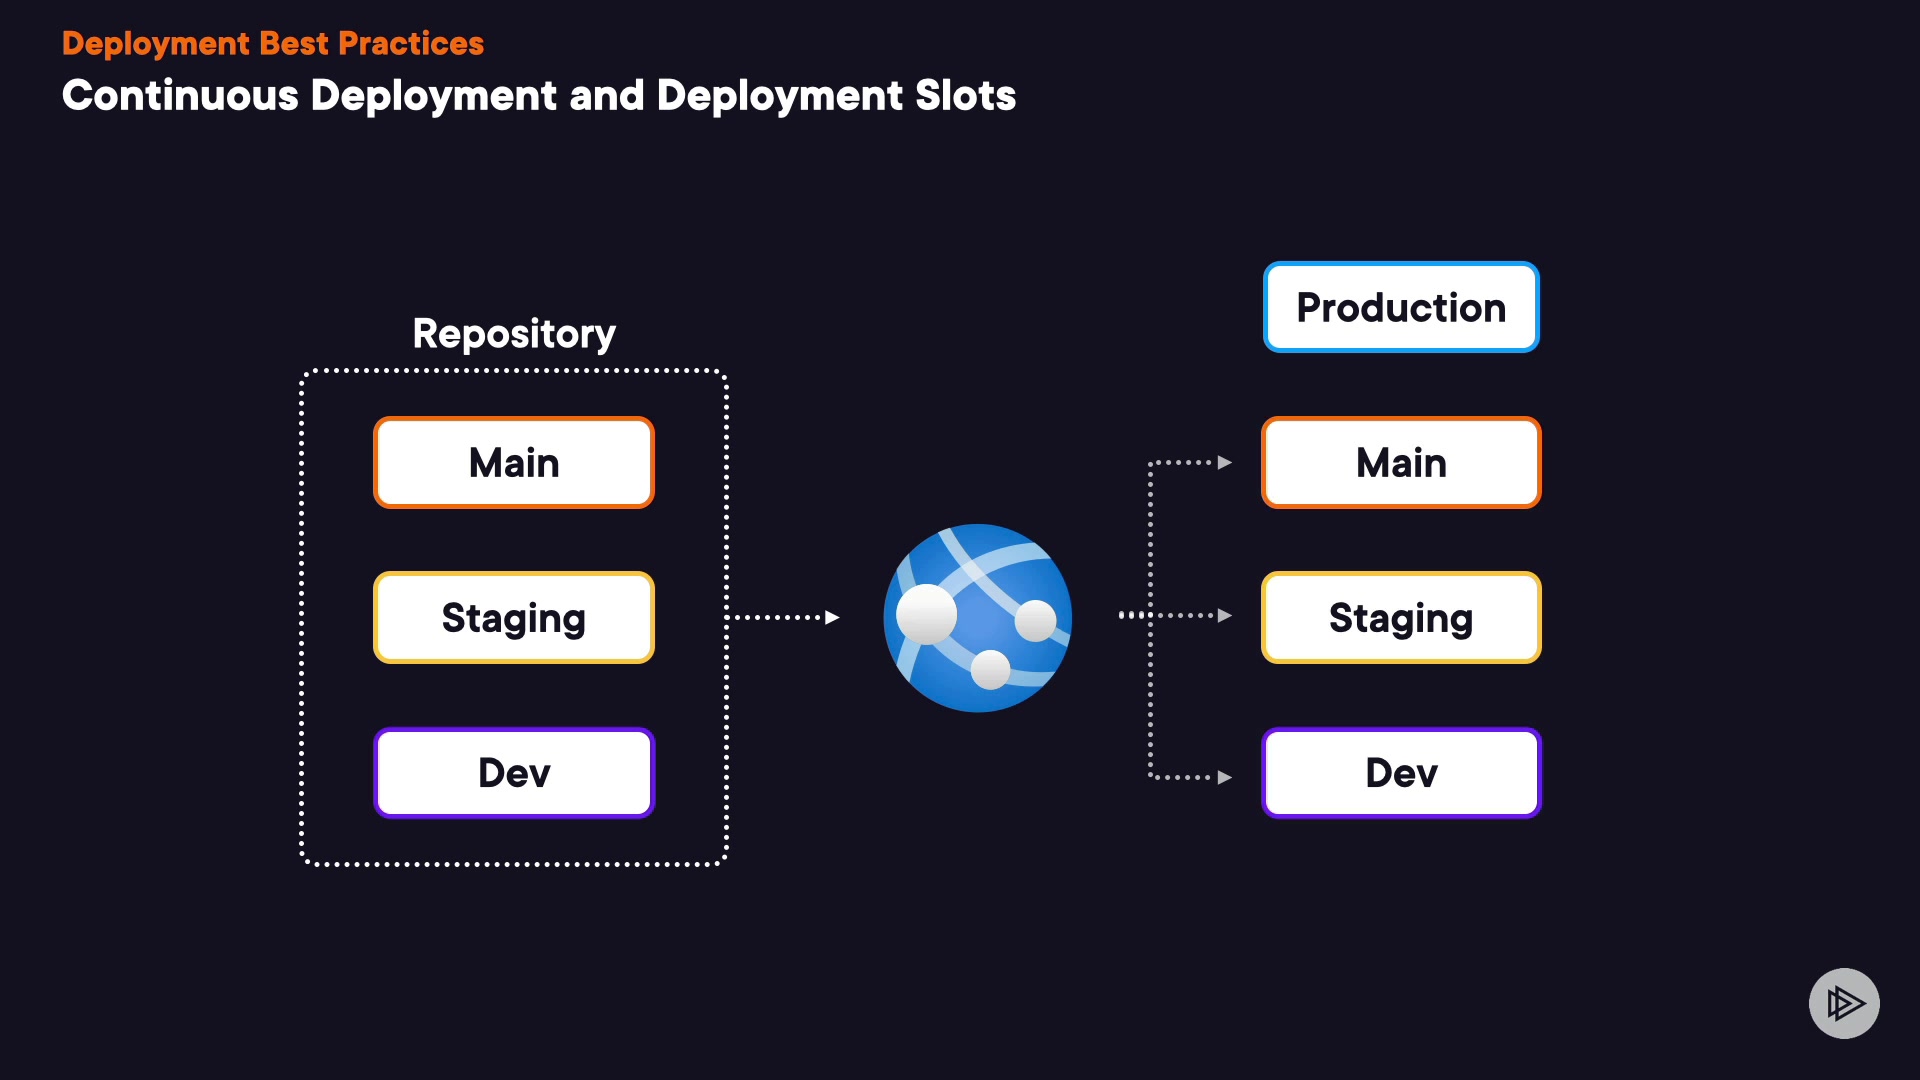 Deployment Best Practices
Continuous Deployment and Deployment Slots
Repository
Main
Staging
Dev
Production
Main
Staging
Dev